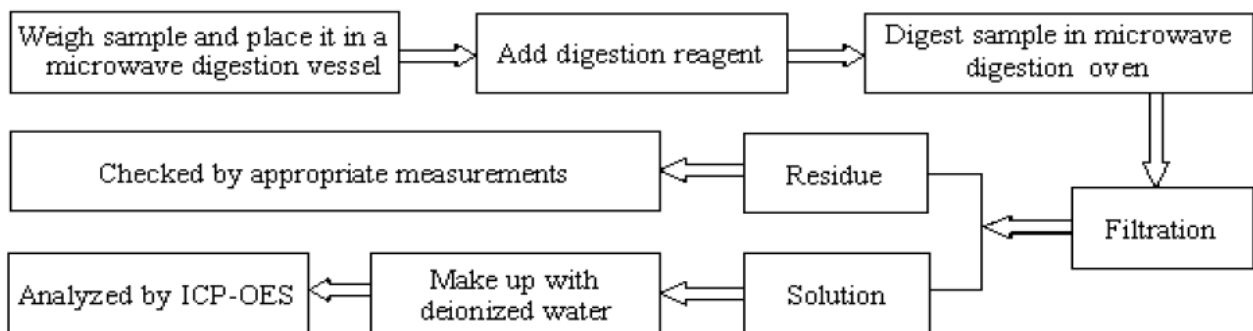 Weigh sample and place it in a
microwave digestion vessel
Add digestion reagent
Digest sample in microwave
digestion oven
Checked by appropriate measurements
Residue
Filtration
Analyzed by ICP-OES
Make up with
deionized water
Solution